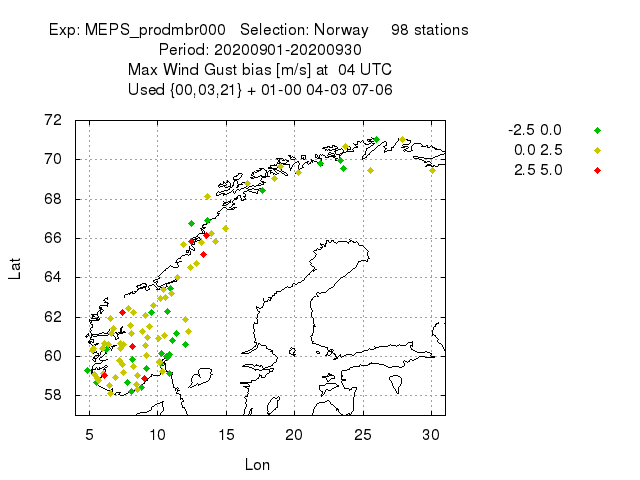 Exp: MEPS_prodmbr000   Selection: Norway     98 stations
Period: 20200901-20200930
Max Wind Gust bias [m/s] at  04 UTC
Used {00,03,21} + 01-00 04-03 07-06
-2.5 0.0
0.0 2.5
2.5 5.0
72
70
68
66
64
62
60
58
Lat
5 10 15 20 25 30
Lon